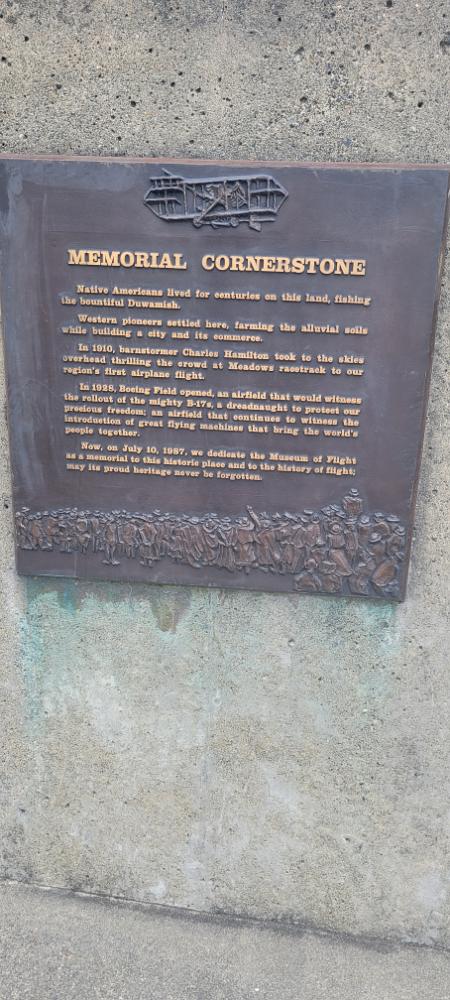 MEMORIAL CORNERSTONE
Native Americans lived for centuries on this land, fishing
the bountiful Duwamish.
Western pioneers settled here, farming the alluvial soils
while building a city and its commerce.
In 1910, barnstormer Charles Hamilton took to the skies
overhead thrilling the crowd at Meadows racetrack to our
region's first airplane flight.
In 1928, Boeing Field opened, an airfield that would witness
the rollout of the mighty B-17s, a dreadnaught to protect our
precious freedom; an airfield that continues to witness the
introduction of great flying machines that bring the world's
people together.
Now, on July 10, 1987, we dedicate the Museum of Flight
as a memorial to this historic place and to the history of flight;
may its proud heritage never be forgotten.